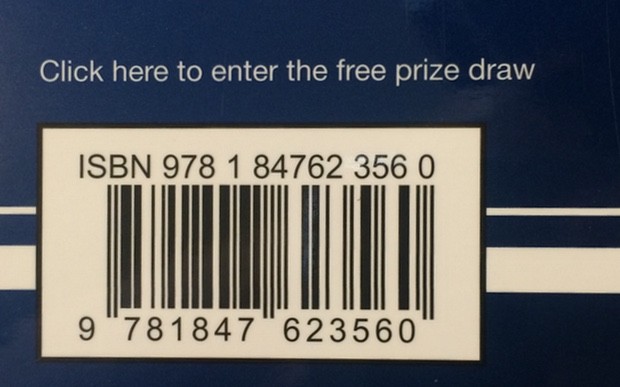 Click here to enter the free prize draw
ISBN 978 1 84762 356 0
9 781847 623560